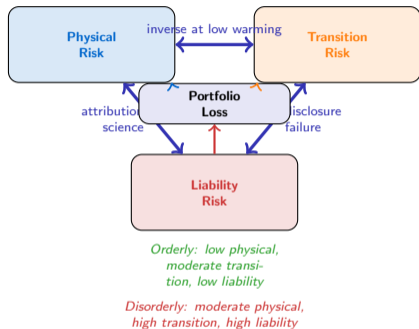 Physical
Risk
inverse at low warming
Transition
Risk
Portfolio
Loss
attribution
science
disclosure
failure
Liability
Risk
Orderly: low physical,
moderate transi-
tion, low liability
Disorderly: moderate physical,
high transition, high liability